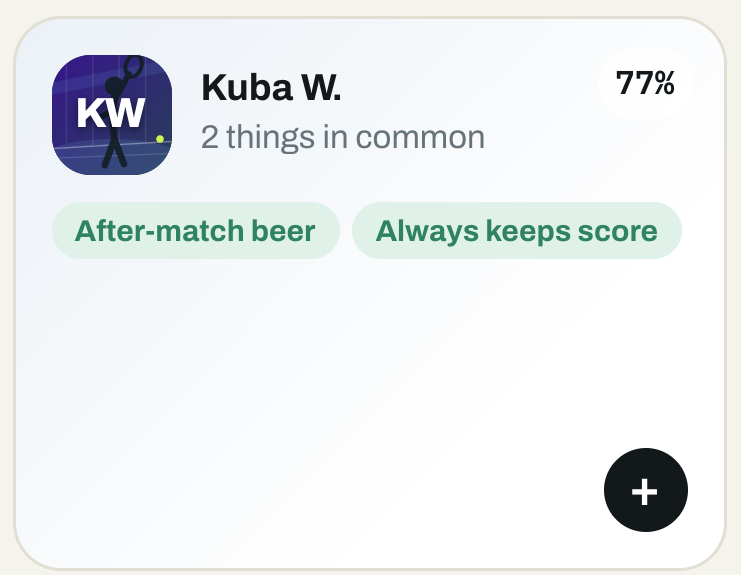 KW
Kuba W.
2 things in common
77%
After-match beer
Always keeps score
+